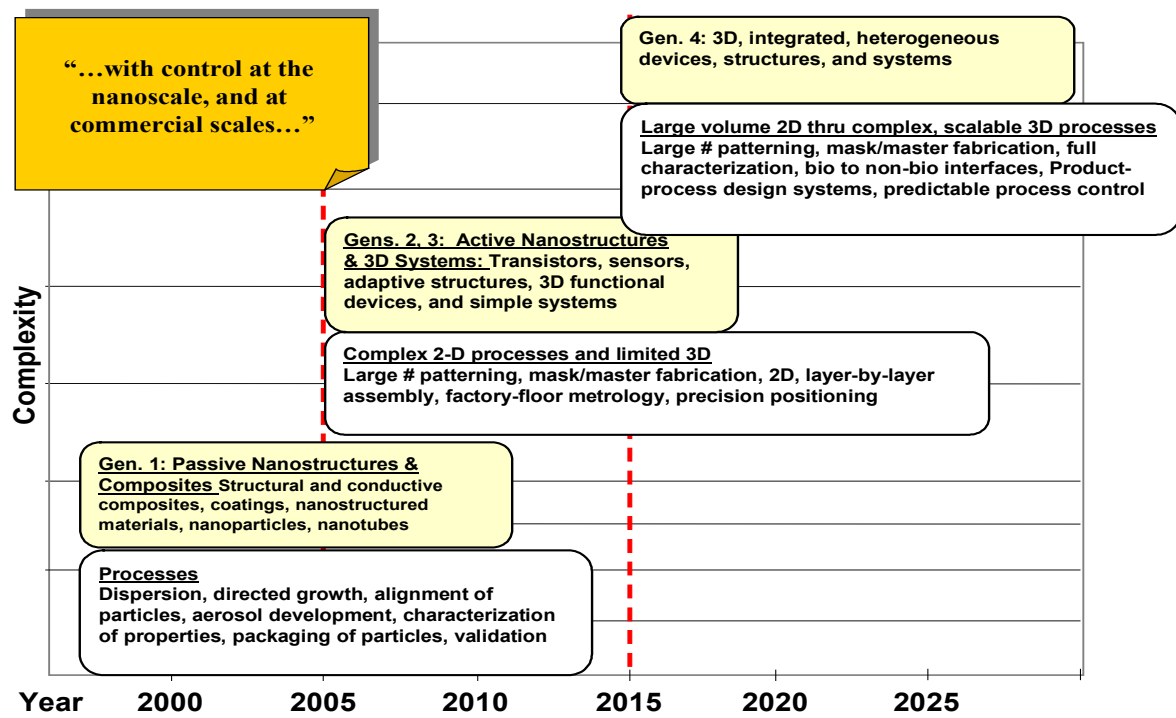 “…with control at the
nanoscale, and at
commercial scales…”
Gen. 4: 3D, integrated, heterogeneous
devices, structures, and systems
Large volume 2D thru complex, scalable 3D processes
Large # patterning, mask/master fabrication, full
characterization, bio to non-bio interfaces, Product-
process design systems, predictable process control
Gens. 2, 3: Active Nanostructures
& 3D Systems: Transistors, sensors,
adaptive structures, 3D functional
devices, and simple systems
Complex 2-D processes and limited 3D
Large # patterning, mask/master fabrication, 2D, layer-by-layer
assembly, factory-floor metrology, precision positioning
Gen. 1: Passive Nanostructures &
Composites Structural and conductive
composites, coatings, nanostructured
materials, nanoparticles, nanotubes
Processes
Dispersion, directed growth, alignment of
particles, aerosol development, characterization
of properties, packaging of particles, validation
Complexity
Year 2000 2005 2010 2015 2020 2025